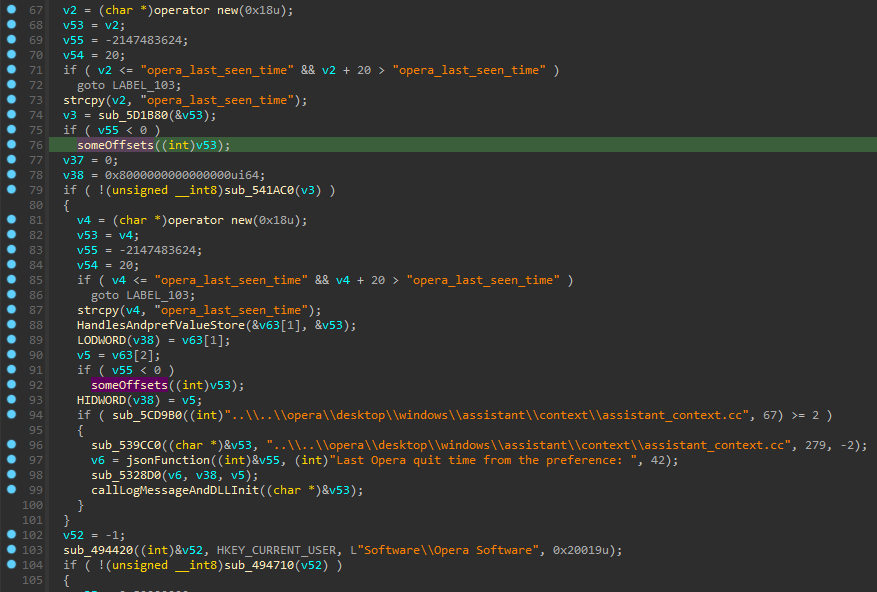 67 v2 = (char *)operator new(0x18u);
68 v53 = v2;
69 v55 = -2147483624;
70 v54 = 20;
71 if ( v2 <= "opera_last_seen_time" && v2 + 20 > "opera_last_seen_time" )
72 goto LABEL_103;
73 strcpy(v2, "opera_last_seen_time");
74 v3 = sub_5D1B80(&v53);
75 if ( v55 < 0 )
76 someOffsets((int)v53);
77 v37 = 0;
78 v38 = 0x8000000000000000ui64;
79 if ( !(unsigned __int8)sub_541AC0(v3) )
80 {
81 v4 = (char *)operator new(0x18u);
82 v53 = v4;
83 v55 = -2147483624;
84 v54 = 20;
85 if ( v4 <= "opera_last_seen_time" && v4 + 20 > "opera_last_seen_time" )
86 goto LABEL_103;
87 strcpy(v4, "opera_last_seen_time");
88 HandlesAndprefValueStore(&v63[1], &v53);
89 LODWORD(v38) = v63[1];
90 v5 = v63[2];
91 if ( v55 < 0 )
92 someOffsets((int)v53);
93 HIDWORD(v38) = v5;
94 if ( sub_5CD9B0((int)"..\\..\\opera\\desktop\\windows\\assistant\\context\\assistant_context.cc", 67) >= 2 )
95 {
96 sub_539CC0((char *)&v53, "..\\..\\opera\\desktop\\windows\\assistant\\context\\assistant_context.cc", 279, -2);
97 v6 = jsonFunction((int)&v55, (int)"Last Opera quit time from the preference: ", 42);
98 sub_5328D0(v6, v38, v5);
99 callLogMessageAndDLLInit((char *)&v53);
100 }
101 }
102 v52 = -1;
103 sub_494420((int)&v52, HKEY_CURRENT_USER, L"Software\\Opera Software", 0x20019u);
104 if ( !(unsigned __int8)sub_494710(v52) )
105 {